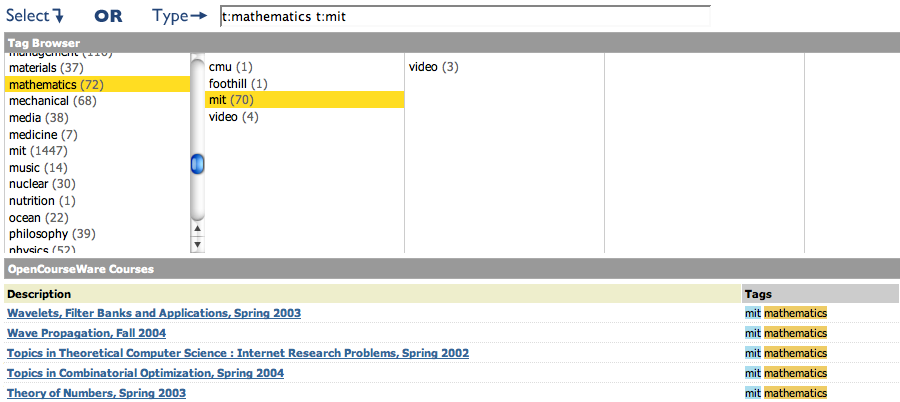 Select OR Type t:mathematics t:mit
Tag Browser
management (116)
materials (37)
mathematics (72)
mechanical (68)
media (38)
medicine (7)
mit (1447)
music (14)
nuclear (30)
nutrition (1)
ocean (22)
philosophy (39)
physics (52)
cmu (1)
foothill (1)
mit (70)
video (4)
video (3)
OpenCourseWare Courses
Description Tags
Wavelets, Filter Banks and Applications, Spring 2003 mit mathematics
Wave Propagation, Fall 2004 mit mathematics
Topics in Theoretical Computer Science : Internet Research Problems, Spring 2002 mit mathematics
Topics in Combinatorial Optimization, Spring 2004 mit mathematics
Theory of Numbers, Spring 2003 mit mathematics